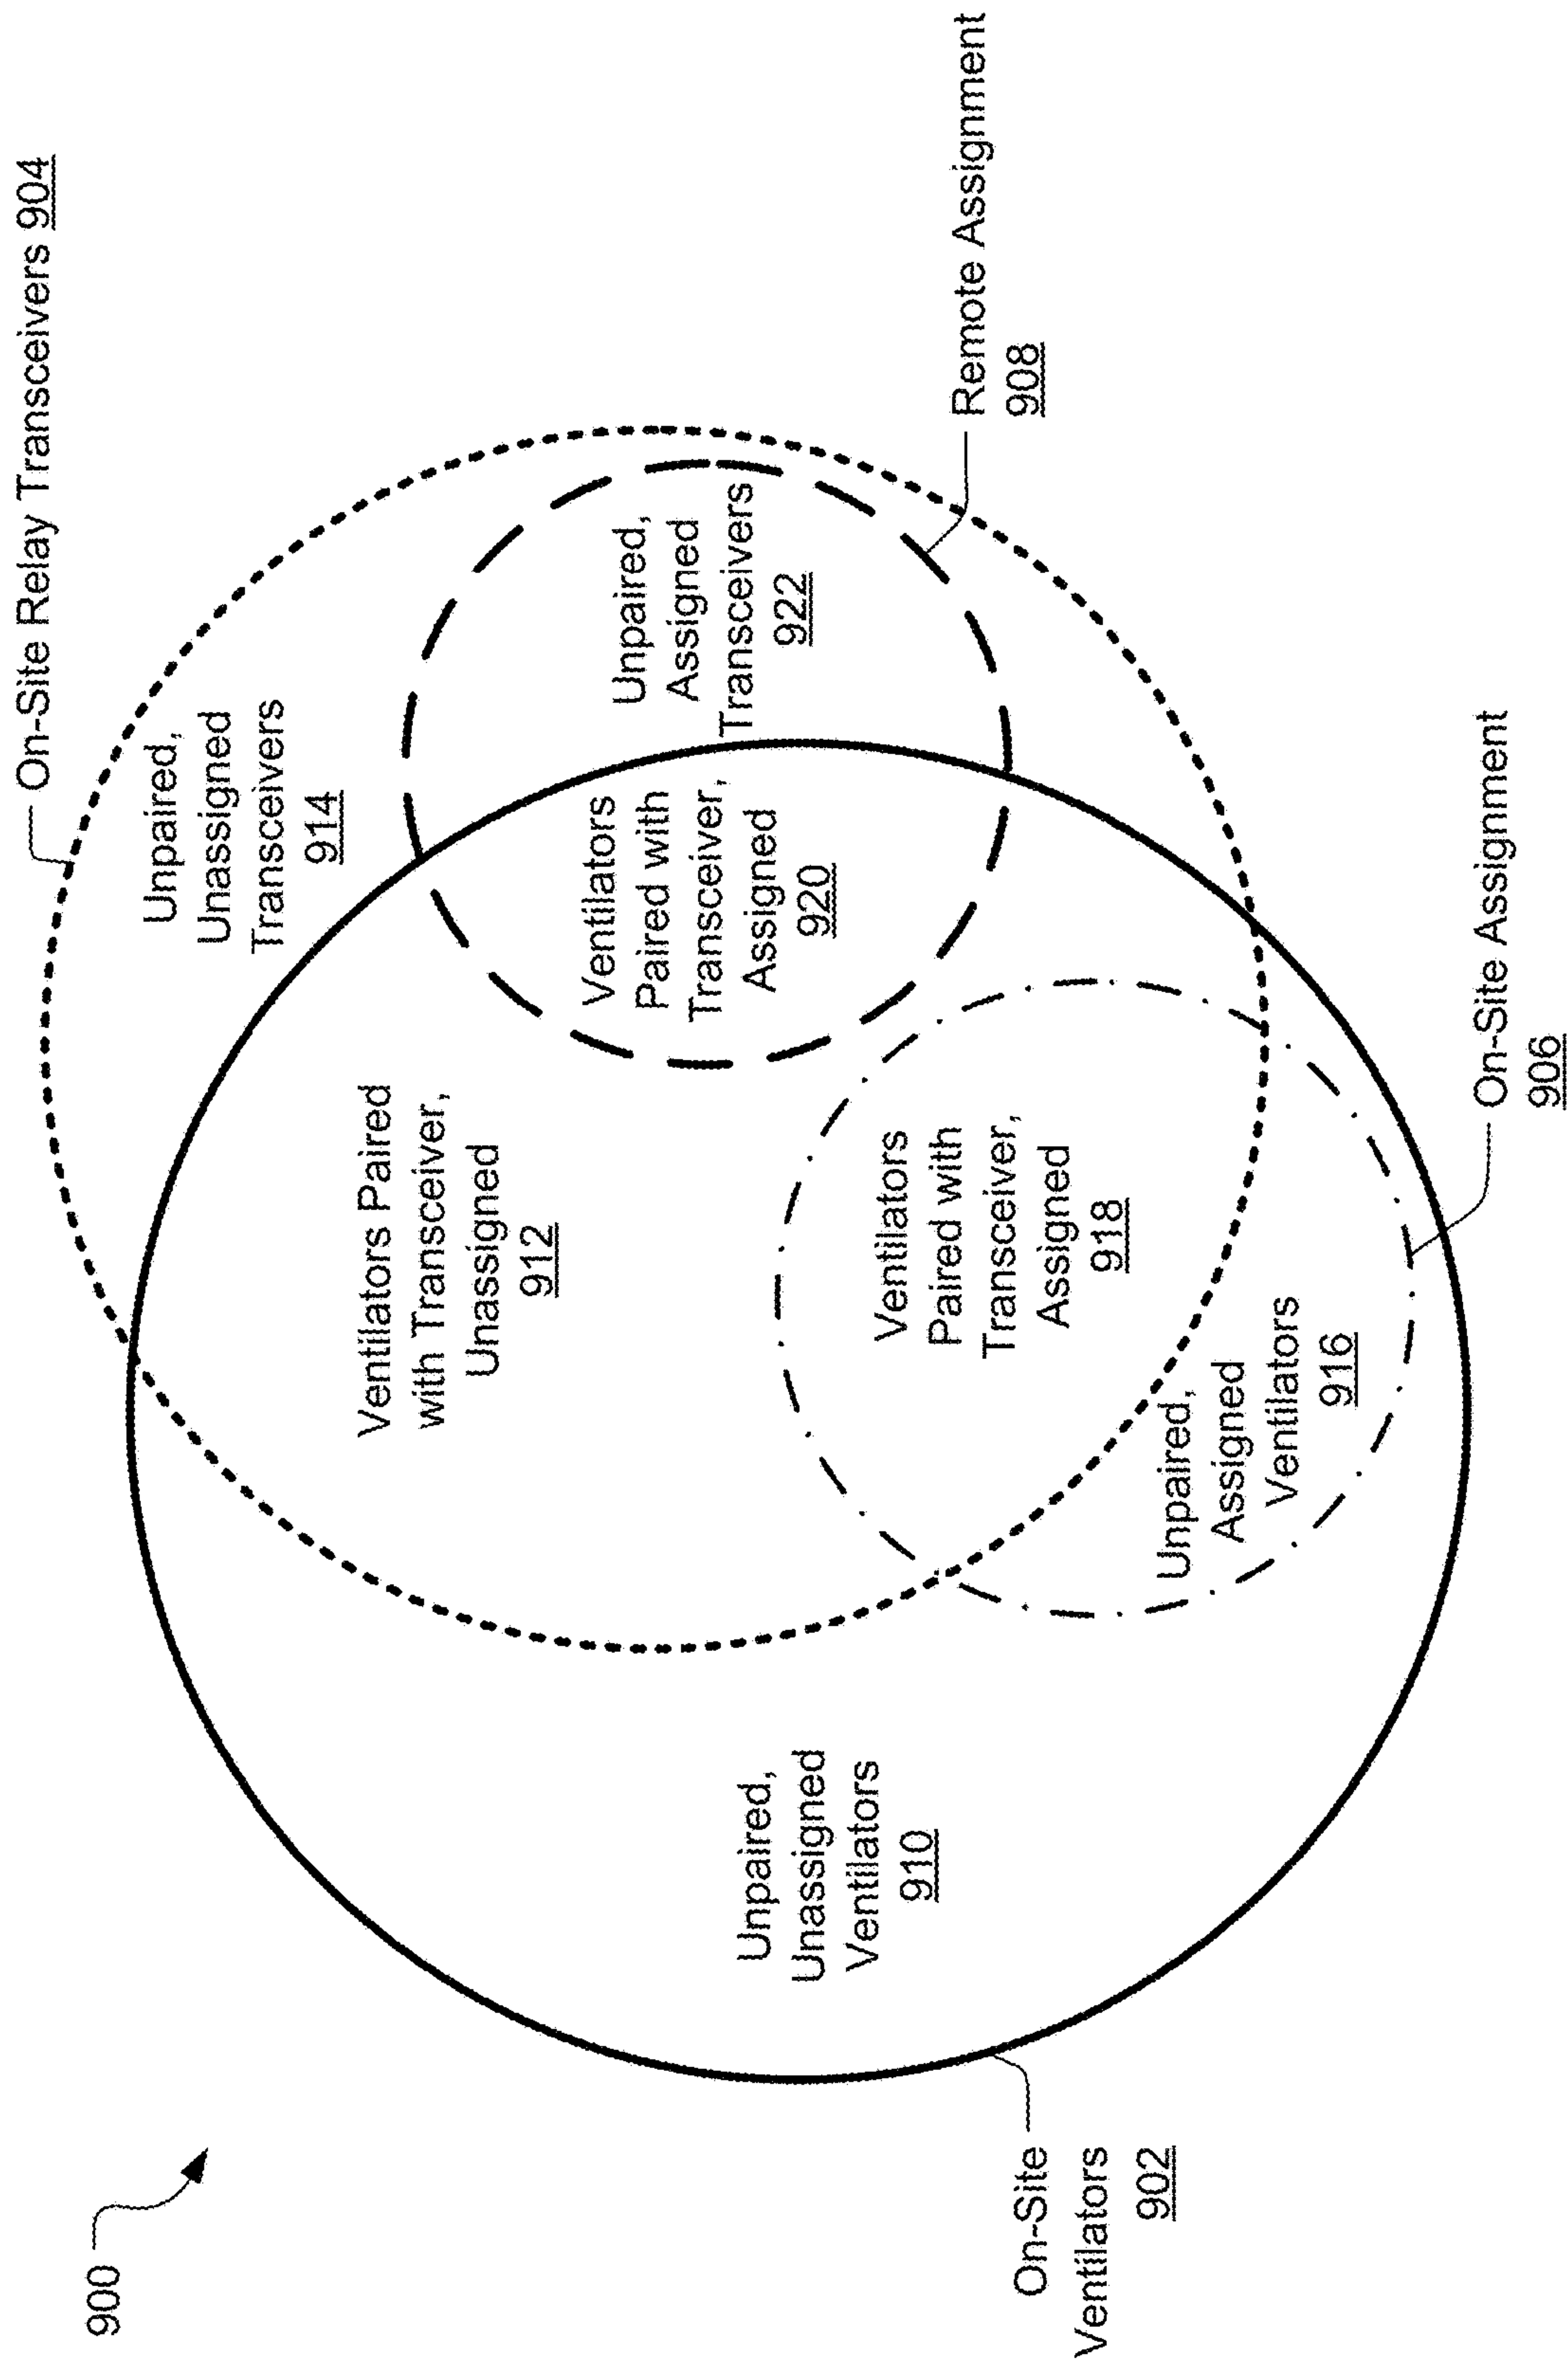 900
On-Site Relay Transceivers 904
Unpaired,
Unassigned
Transceivers
914
Ventilators Paired
with Transceiver,
Unassigned
912
Unpaired,
Assigned
Transceivers
922
Ventilators
Paired with
Transceiver,
Assigned
920
Unpaired,
Unassigned
Ventilators
910
Ventilators
Paired with
Transceiver,
Assigned
918
Remote Assignment
908
Unpaired,
Assigned
Ventilators
916
On-Site
Ventilators
902
On-Site Assignment
906